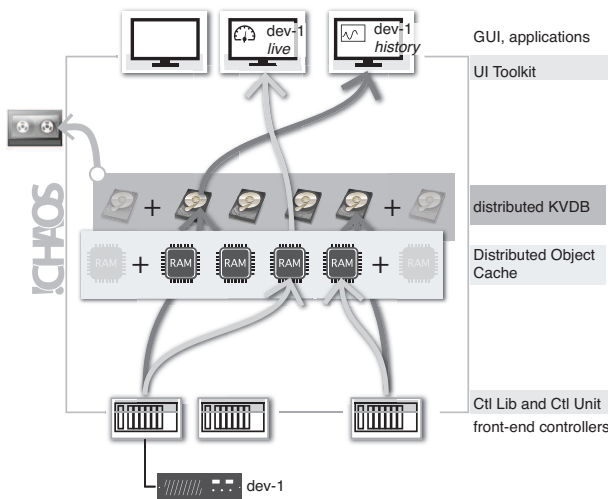 dev-1
live
dev-1
history
GUI, applications
UI Toolkit
!CHAOS
+
+
distributed KVDB
RAM
+
RAM
RAM
RAM
RAM
+
RAM
Distributed Object
Cache
Ctl Lib and Ctl Unit
front-end controllers
dev-1